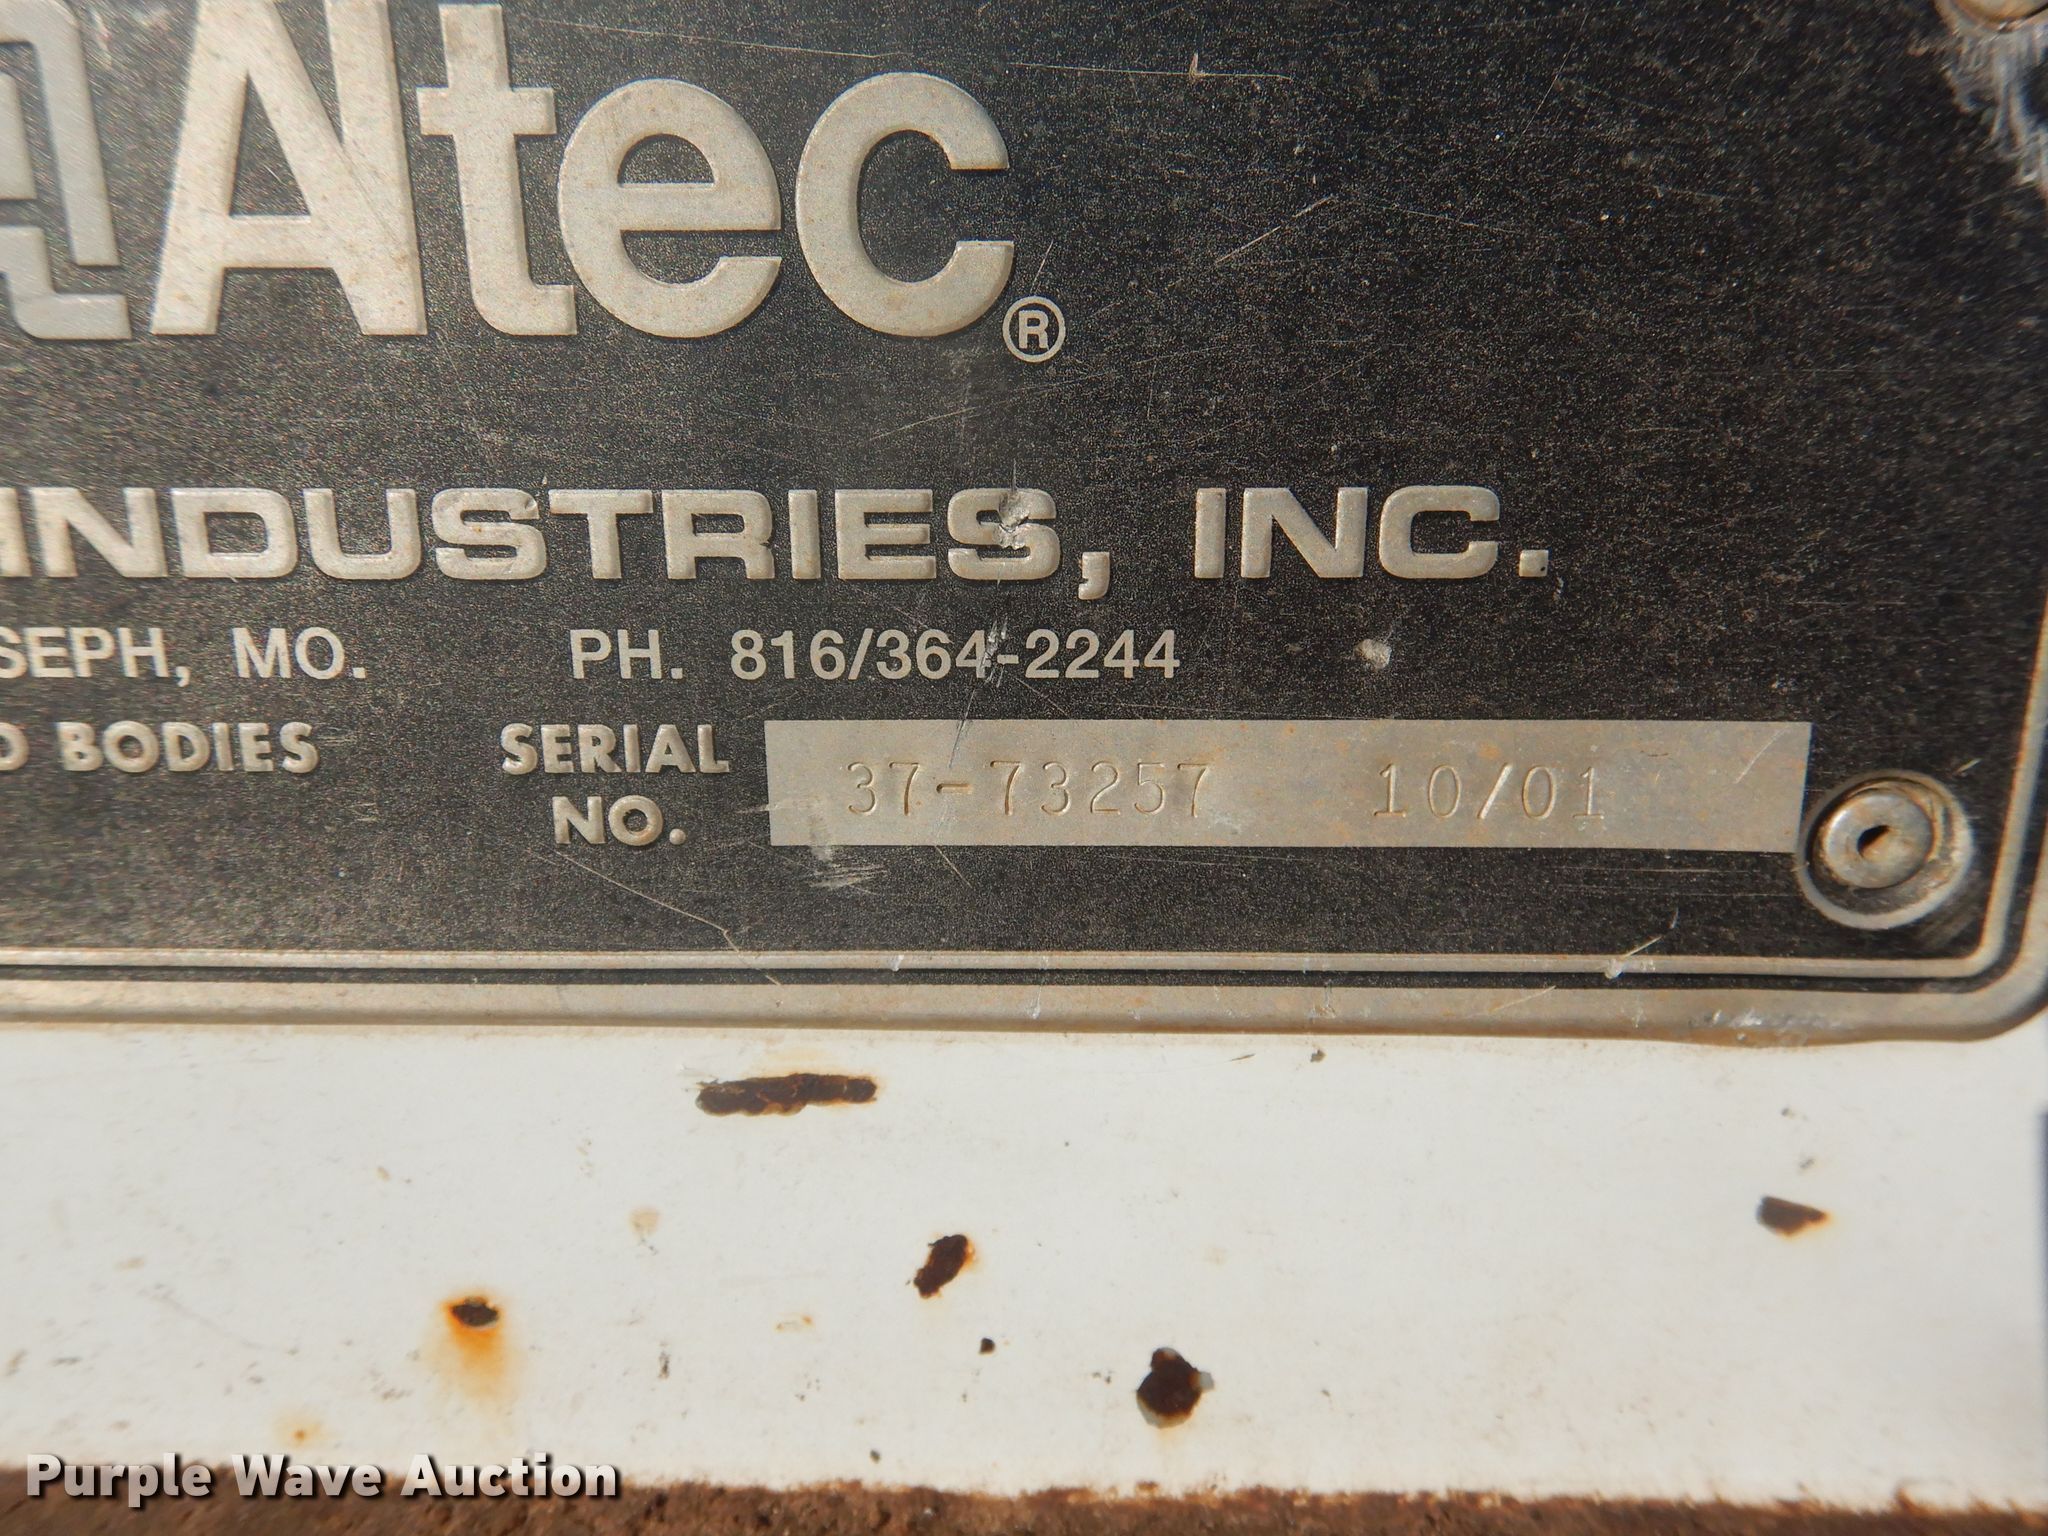 Altec®
INDUSTRIES, INC.
SEPH, MO. PH. 816/364-2244
BODIES SERIAL NO. 37-73257 10/01
Purple Wave Auction